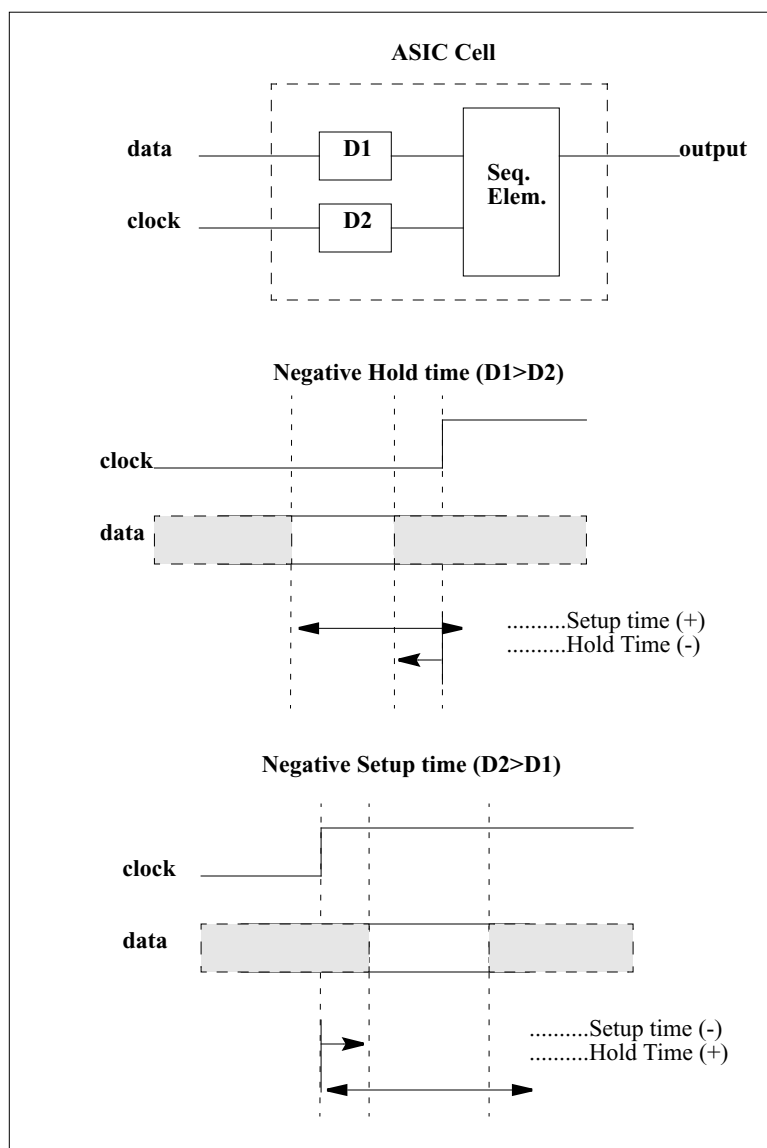 ASIC Cell
data
D1
Seq.
Elem.
output
clock
D2
Negative Hold time (D1>D2)
clock
data
..........Setup time (+)
..........Hold Time (-)
Negative Setup time (D2>D1)
clock
data
..........Setup time (-)
..........Hold Time (+)